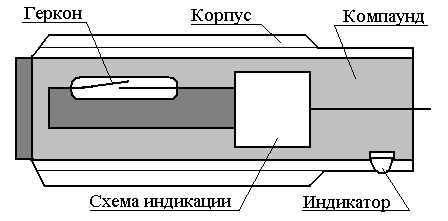 Геркон
Корпус
Компаунд
Схема индикации
Индикатор